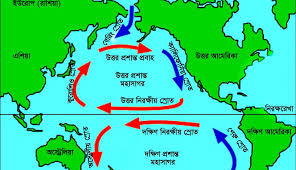 ইউরোপ (রাশিয়া)
বেরিং স্রোত
এশিয়া
উত্তর প্রশান্ত প্রবাহ
ক্যালিফোর্নিয়া স্রোত
উত্তর আমেরিকা
উত্তর প্রশান্ত
মহাসাগর
উত্তর নিরক্ষীয় স্রোত
নিরক্ষরেখা
দক্ষিণ নিরক্ষীয় স্রোত
অস্ট্রেলিয়া
দক্ষিণ প্রশান্ত
মহাসাগর
পেরু স্রোত
দক্ষিণ আমেরিকা